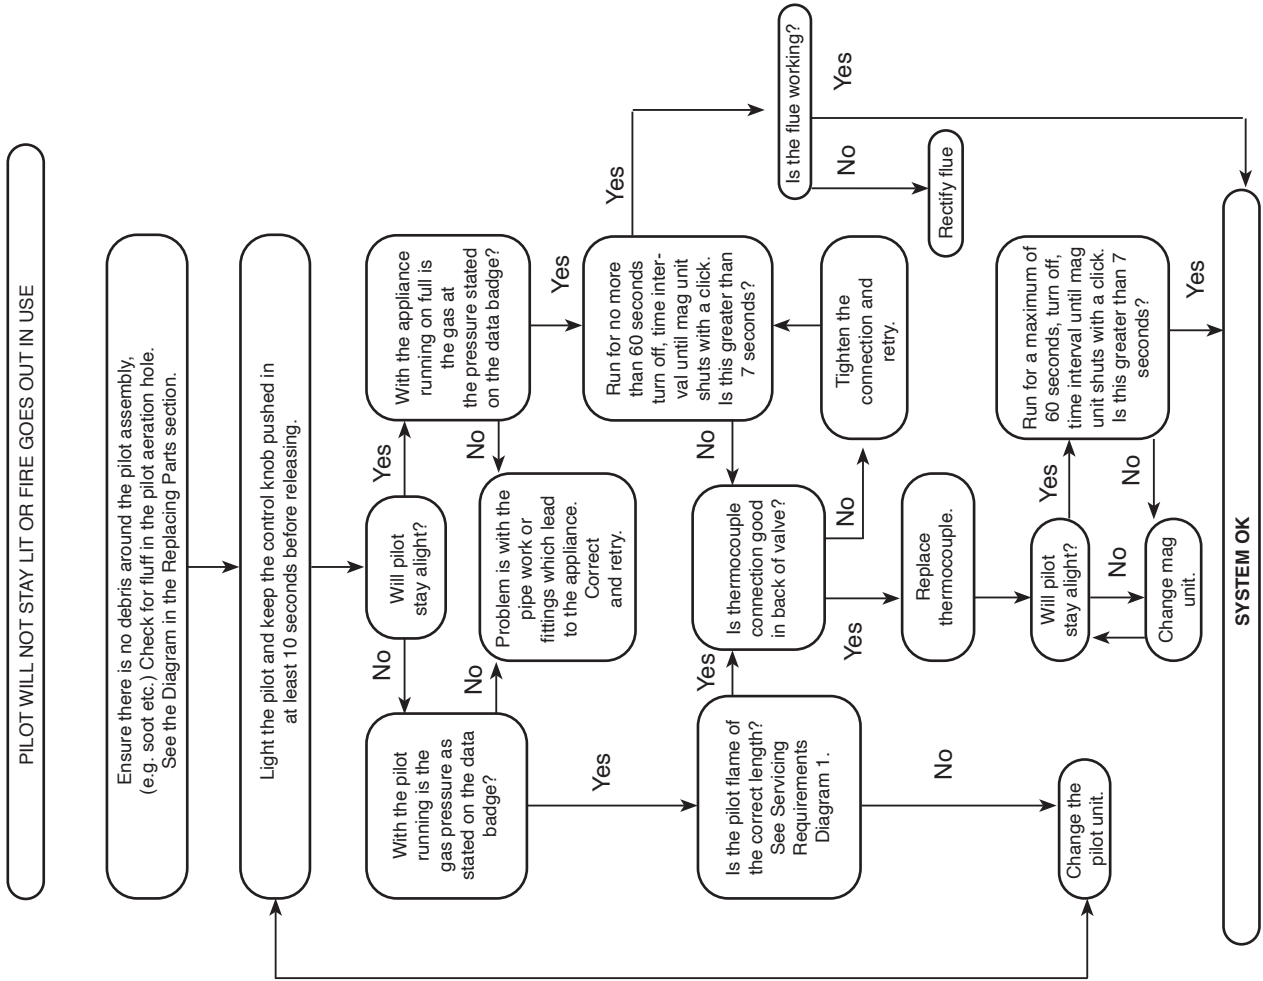 PILOT WILL NOT STAY LIT OR FIRE GOES OUT IN USE
Ensure there is no debris around the pilot assembly,
(e.g. soot etc.) Check for fluff in the pilot aeration hole.
See the Diagram in the Replacing Parts section.
Light the pilot and keep the control knob pushed in
at least 10 seconds before releasing.
Will pilot
stay alight?
No
Yes
With the pilot
running is the
gas pressure as
stated on the data
badge?
No
Yes
Problem is with the
pipe work or
fittings which lead
to the appliance.
Correct
and retry.
With the appliance
running on full is
the gas at
the pressure stated
on the data badge?
No
Yes
Is the pilot flame of
the correct length?
See Servicing
Requirements
Diagram 1.
Yes
No
Is thermocouple
connection good
in back of valve?
Yes
No
Run for no more
than 60 seconds
turn off, time inter-
val until mag unit
shuts with a click.
Is this greater than
7 seconds?
No
Yes
Is the flue working?
No
Yes
Tighten the
connection and
retry.
Rectify flue
Replace
thermocouple.
Change the
pilot unit.
Will pilot
stay alight?
Yes
No
Run for a maximum of
60 seconds, turn off,
time interval until mag
unit shuts with a click.
Is this greater than 7
seconds?
No
Yes
Change mag
unit.
SYSTEM OK